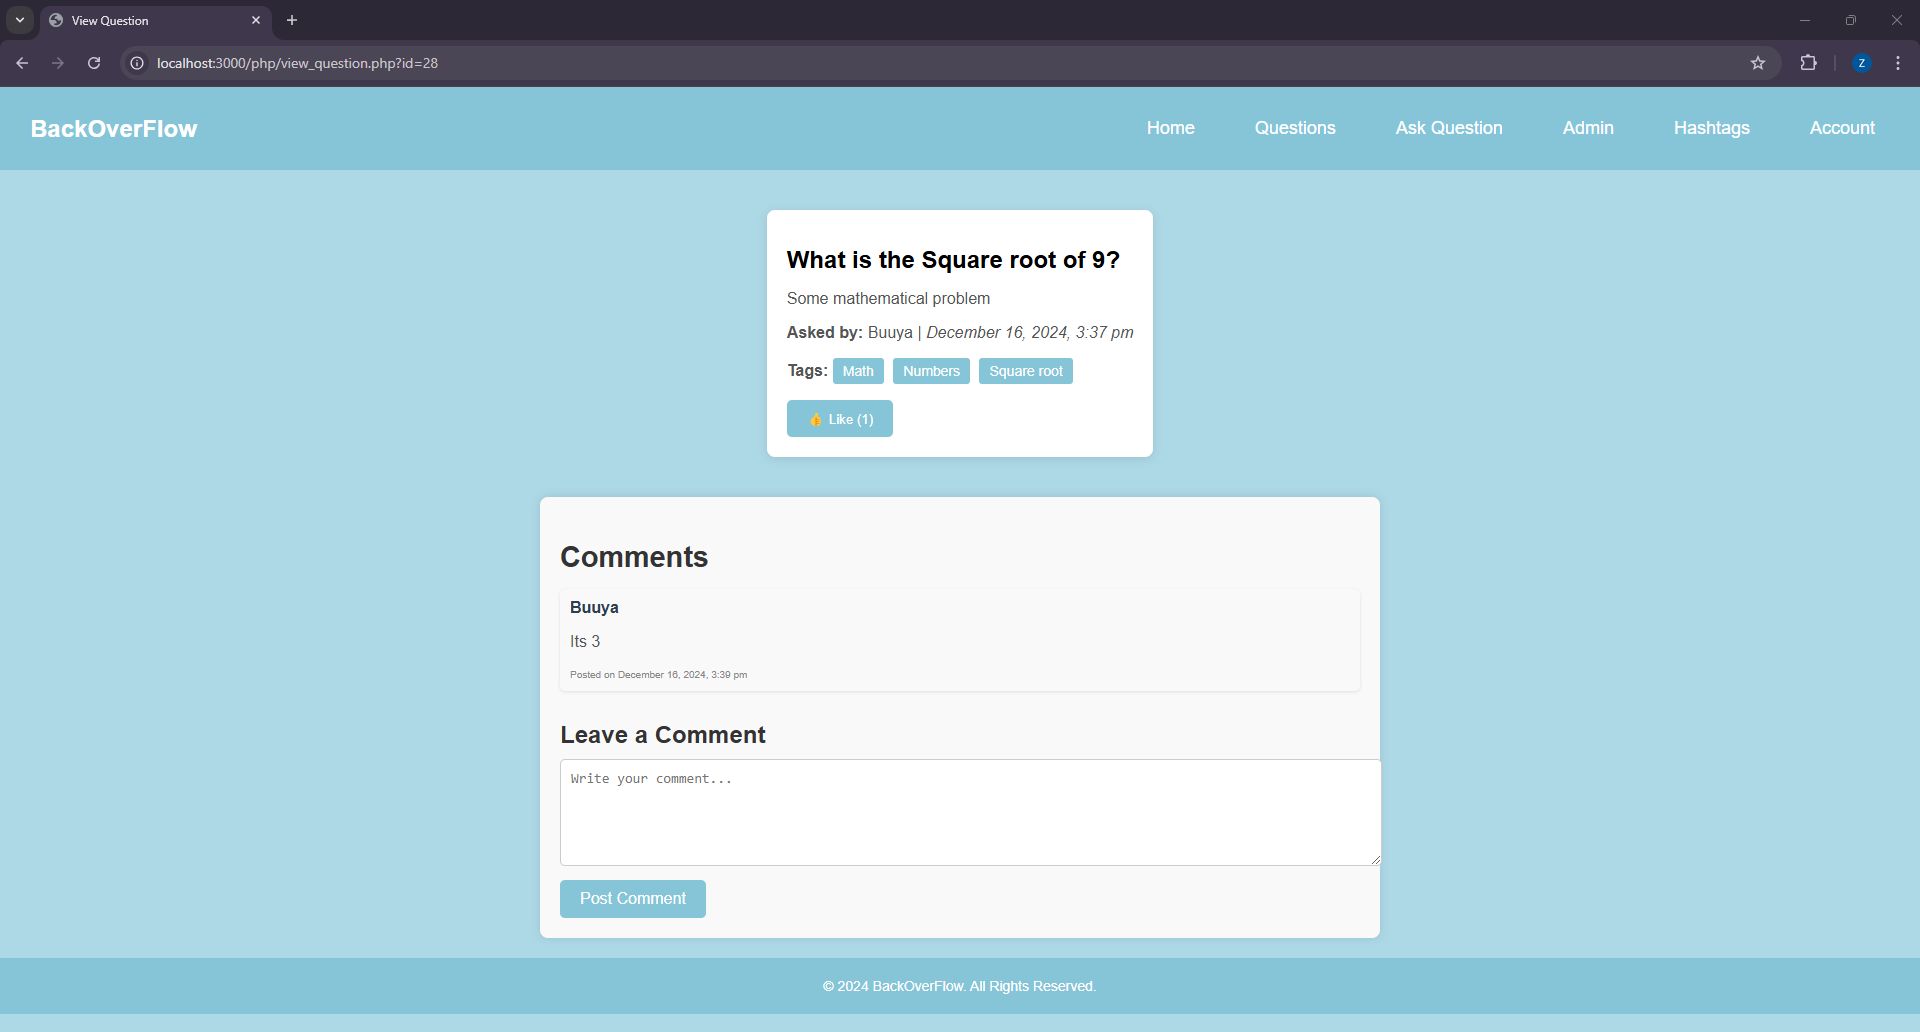 View Question
localhost:3000/php/view_question.php?id=28
Z
BackOverFlow
Home Questions Ask Question Admin Hashtags Account
What is the Square root of 9?
Some mathematical problem
Asked by: Buuya | December 16, 2024, 3:37 pm
Tags: Math Numbers Square root
👍 Like (1)
Comments
Buuya
Its 3
Posted on December 16, 2024, 3:39 pm
Leave a Comment
Write your comment...
Post Comment
© 2024 BackOverFlow. All Rights Reserved.